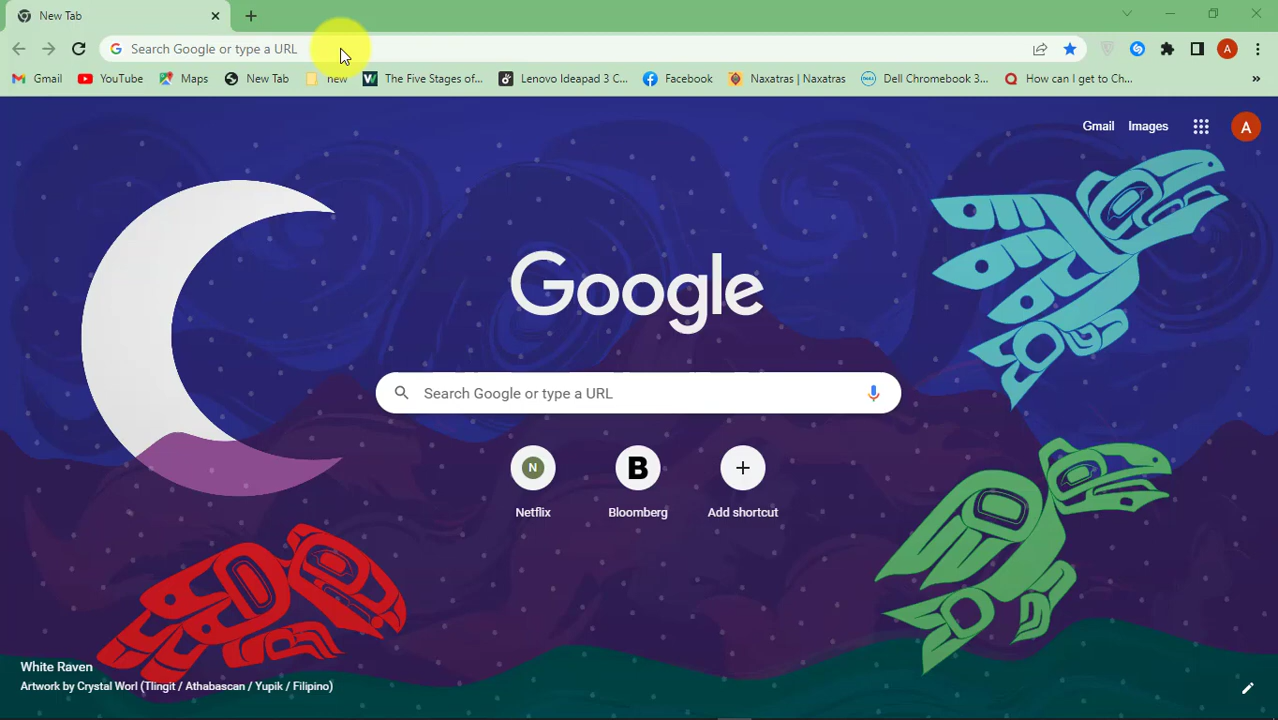 New Tab
Search Google or type a URL
A
Gmail YouTube Maps New Tab new The Five Stages of... Lenovo Ideapad 3 C... Facebook Naxatras | Naxatras Dell Chromebook 3... How can I get to Ch... »
Gmail Images A
Google
Search Google or type a URL
N B
Netflix Bloomberg Add shortcut
White Raven
Artwork by Crystal Worl (Tlingit / Athabascan / Yupik / Filipino)